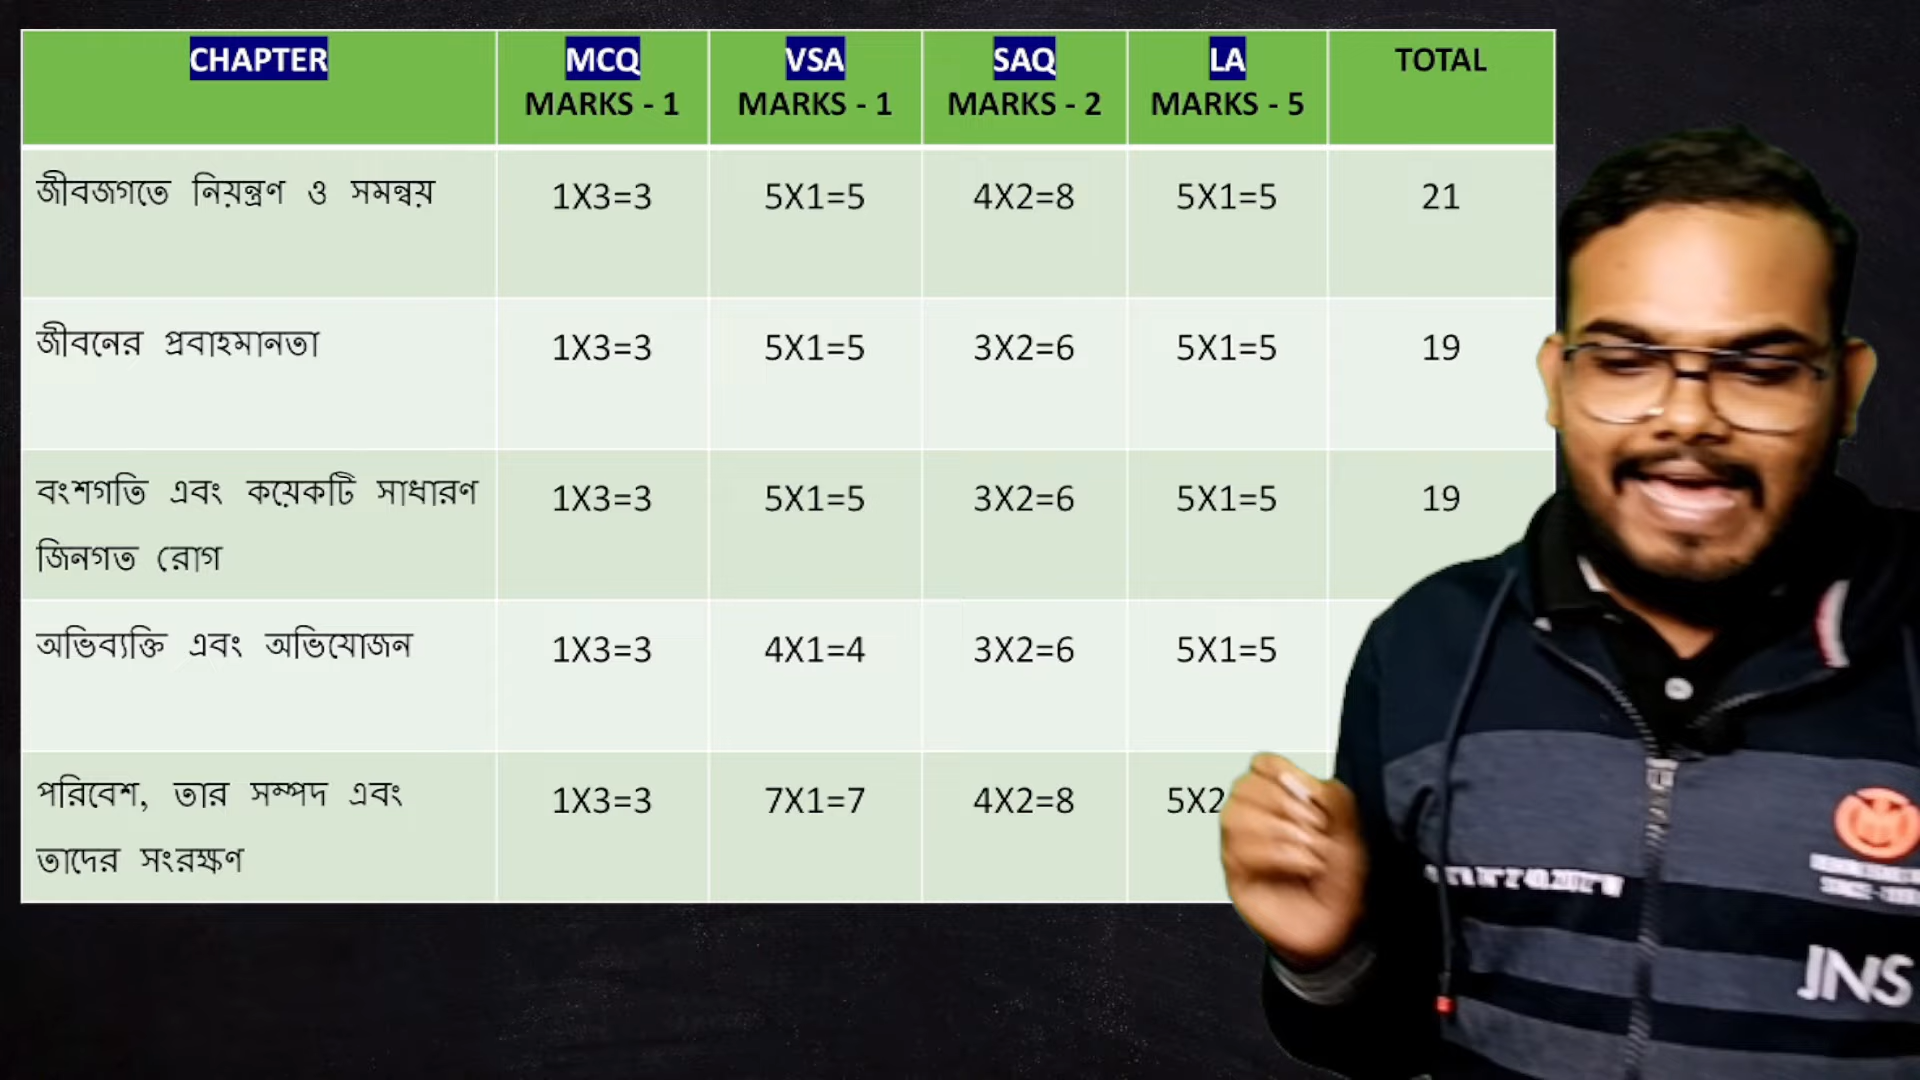 CHAPTER MCQ VSA SAQ LA TOTAL
MARKS - 1 MARKS - 1 MARKS - 2 MARKS - 5
জীবজগতে নিয়ন্ত্রণ ও সমন্বয় 1X3=3 5X1=5 4X2=8 5X1=5 21
জীবনের প্রবাহমানতা 1X3=3 5X1=5 3X2=6 5X1=5 19
বংশগতি এবং কয়েকটি সাধারণ 1X3=3 5X1=5 3X2=6 5X1=5 19
জিনগত রোগ
অভিব্যক্তি এবং অভিযোজন 1X3=3 4X1=4 3X2=6 5X1=5
পরিবেশ, তার সম্পদ এবং 1X3=3 7X1=7 4X2=8 5X2
তাদের সংরক্ষণ
JNS